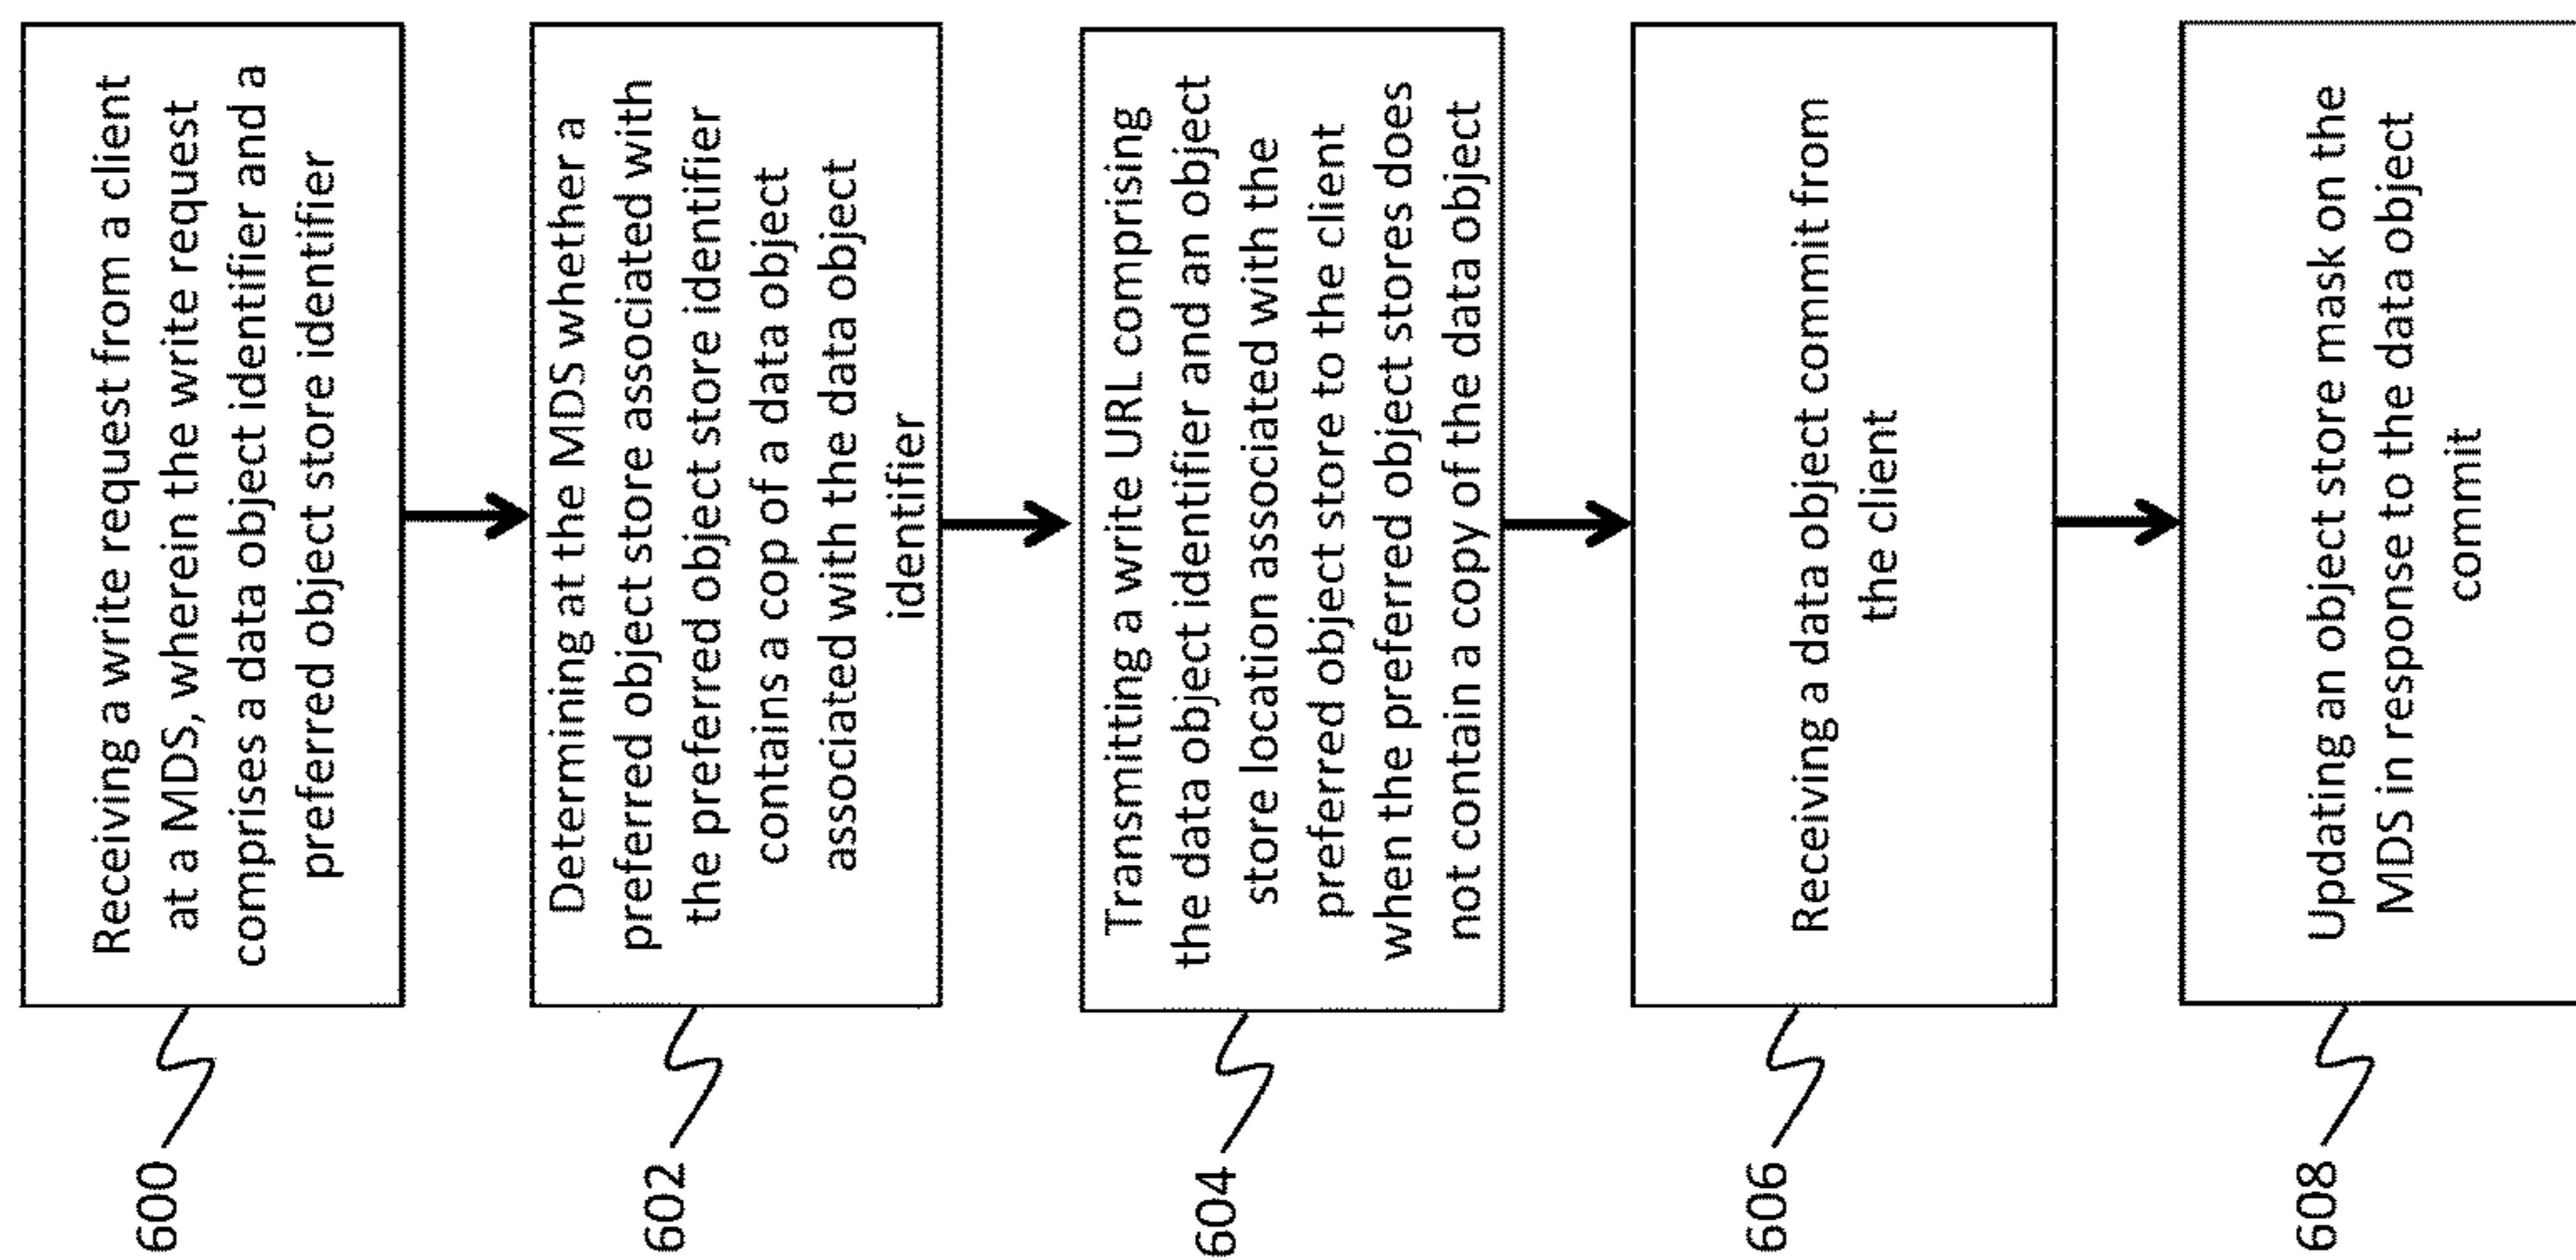 600
Receiving a write request from a client
at a MDS, wherein the write request
comprises a data object identifier and a
preferred object store identifier
602
Determining at the MDS whether a
preferred object store associated with
the preferred object store identifier
contains a cop of a data object
associated with the data object
identifier
604
Transmitting a write URL comprising
the data object identifier and an object
store location associated with the
preferred object store to the client
when the preferred object stores does
not contain a copy of the data object
606
Receiving a data object commit from
the client
608
Updating an object store mask on the
MDS in response to the data object
commit